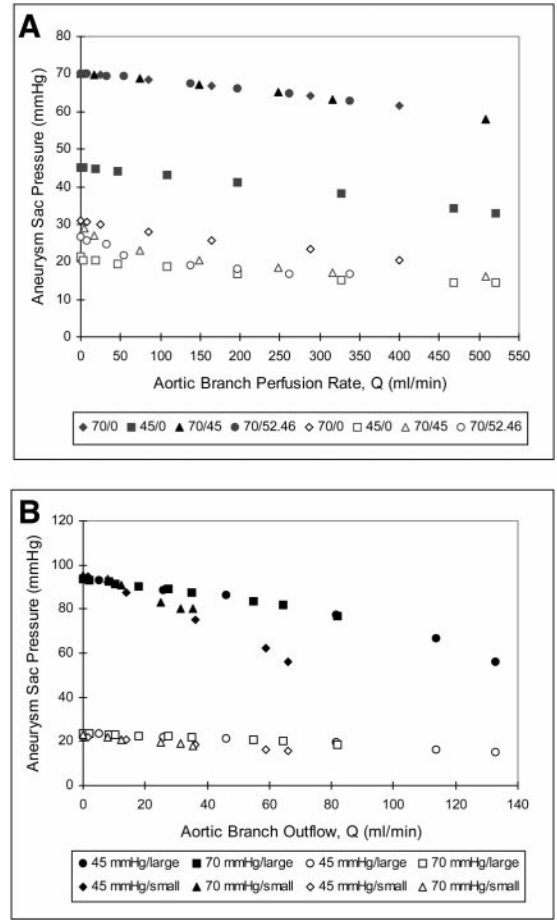 A
Aneurysm Sac Pressure (mmHg)
80
70
60
50
40
30
20
10
0
0 50 100 150 200 250 300 350 400 450 500 550
Aortic Branch Perfusion Rate, Q (ml/min)
70/0 45/0 70/45 70/52.46 70/0 45/0 70/45 70/52.46
B
Aneurysm Sac Pressure (mmHg)
120
100
80
60
40
20
0
0 20 40 60 80 100 120 140
Aortic Branch Outflow, Q (ml/min)
45 mmHg/large 70 mmHg/large 45 mmHg/large 70 mmHg/large
45 mmHg/small 70 mmHg/small 45 mmHg/small 70 mmHg/small